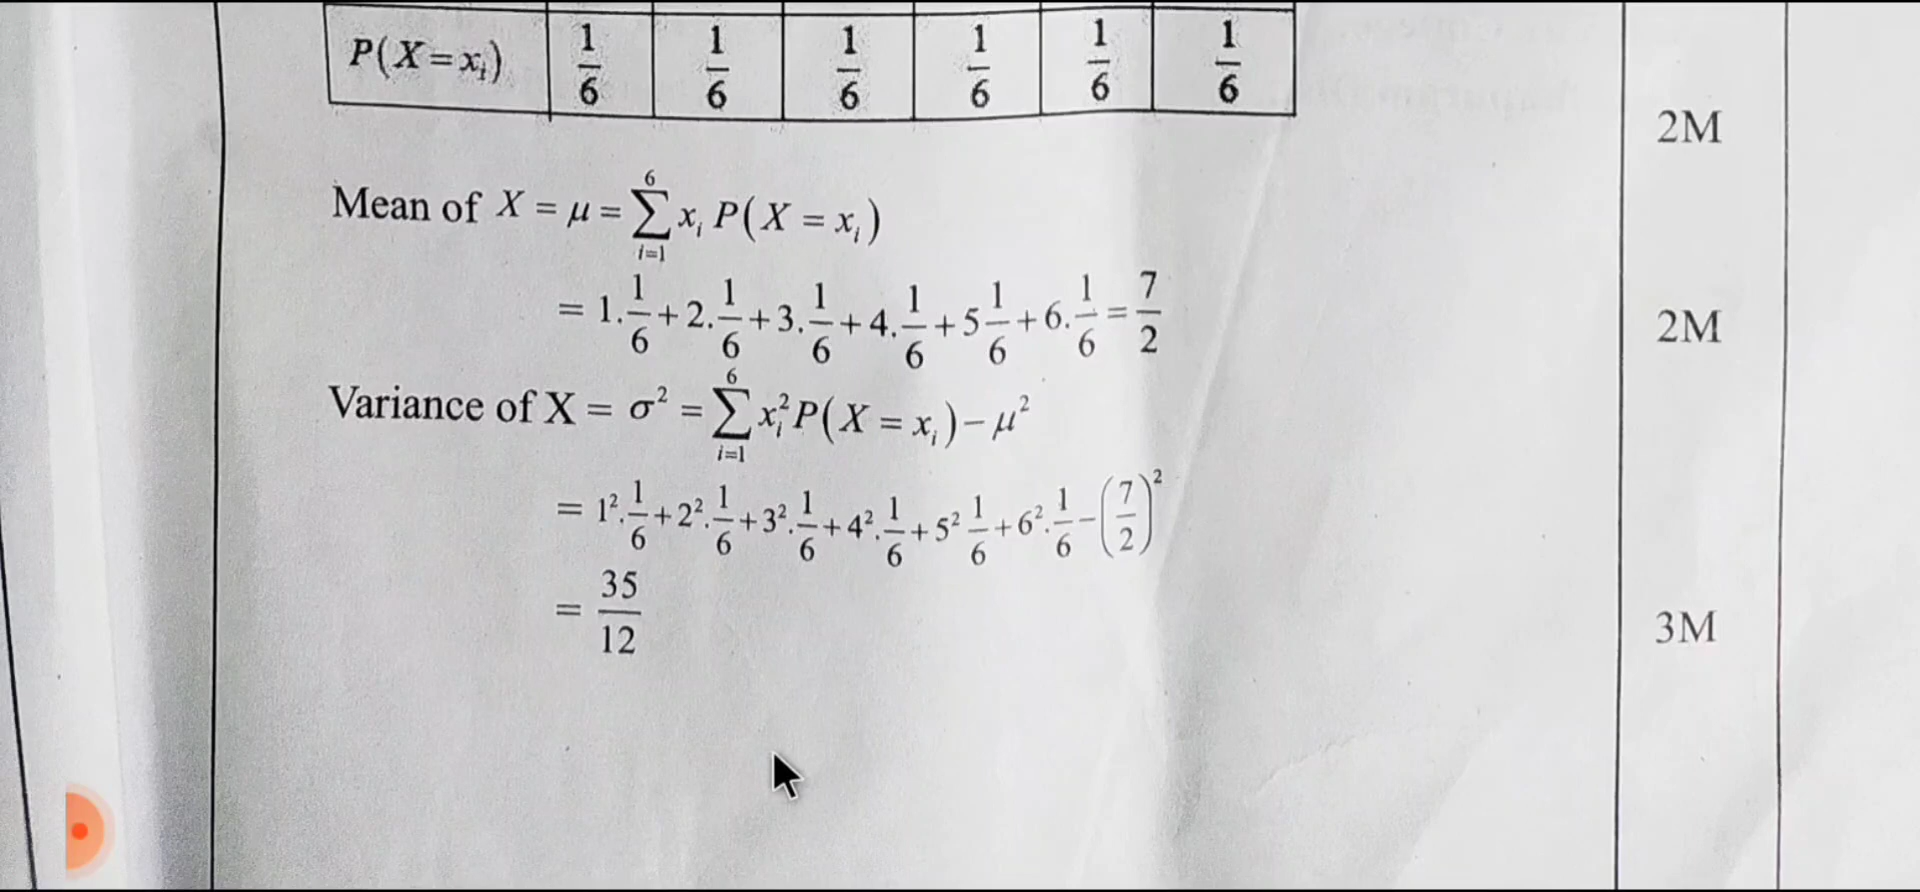 P(X=xᵢ) 1/6 1/6 1/6 1/6 1/6 1/6
2M
Mean of X = μ = ∑_{i=1}^{6} xᵢ P(X = xᵢ)
= 1.1/6 + 2.1/6 + 3.1/6 + 4.1/6 + 5 1/6 + 6.1/6 = 7/2
2M
Variance of X = σ² = ∑_{i=1}^{6} xᵢ² P(X = xᵢ) − μ²
= 1².1/6 + 2².1/6 + 3².1/6 + 4².1/6 + 5² 1/6 + 6².1/6 − (7/2)²
= 35/12
3M